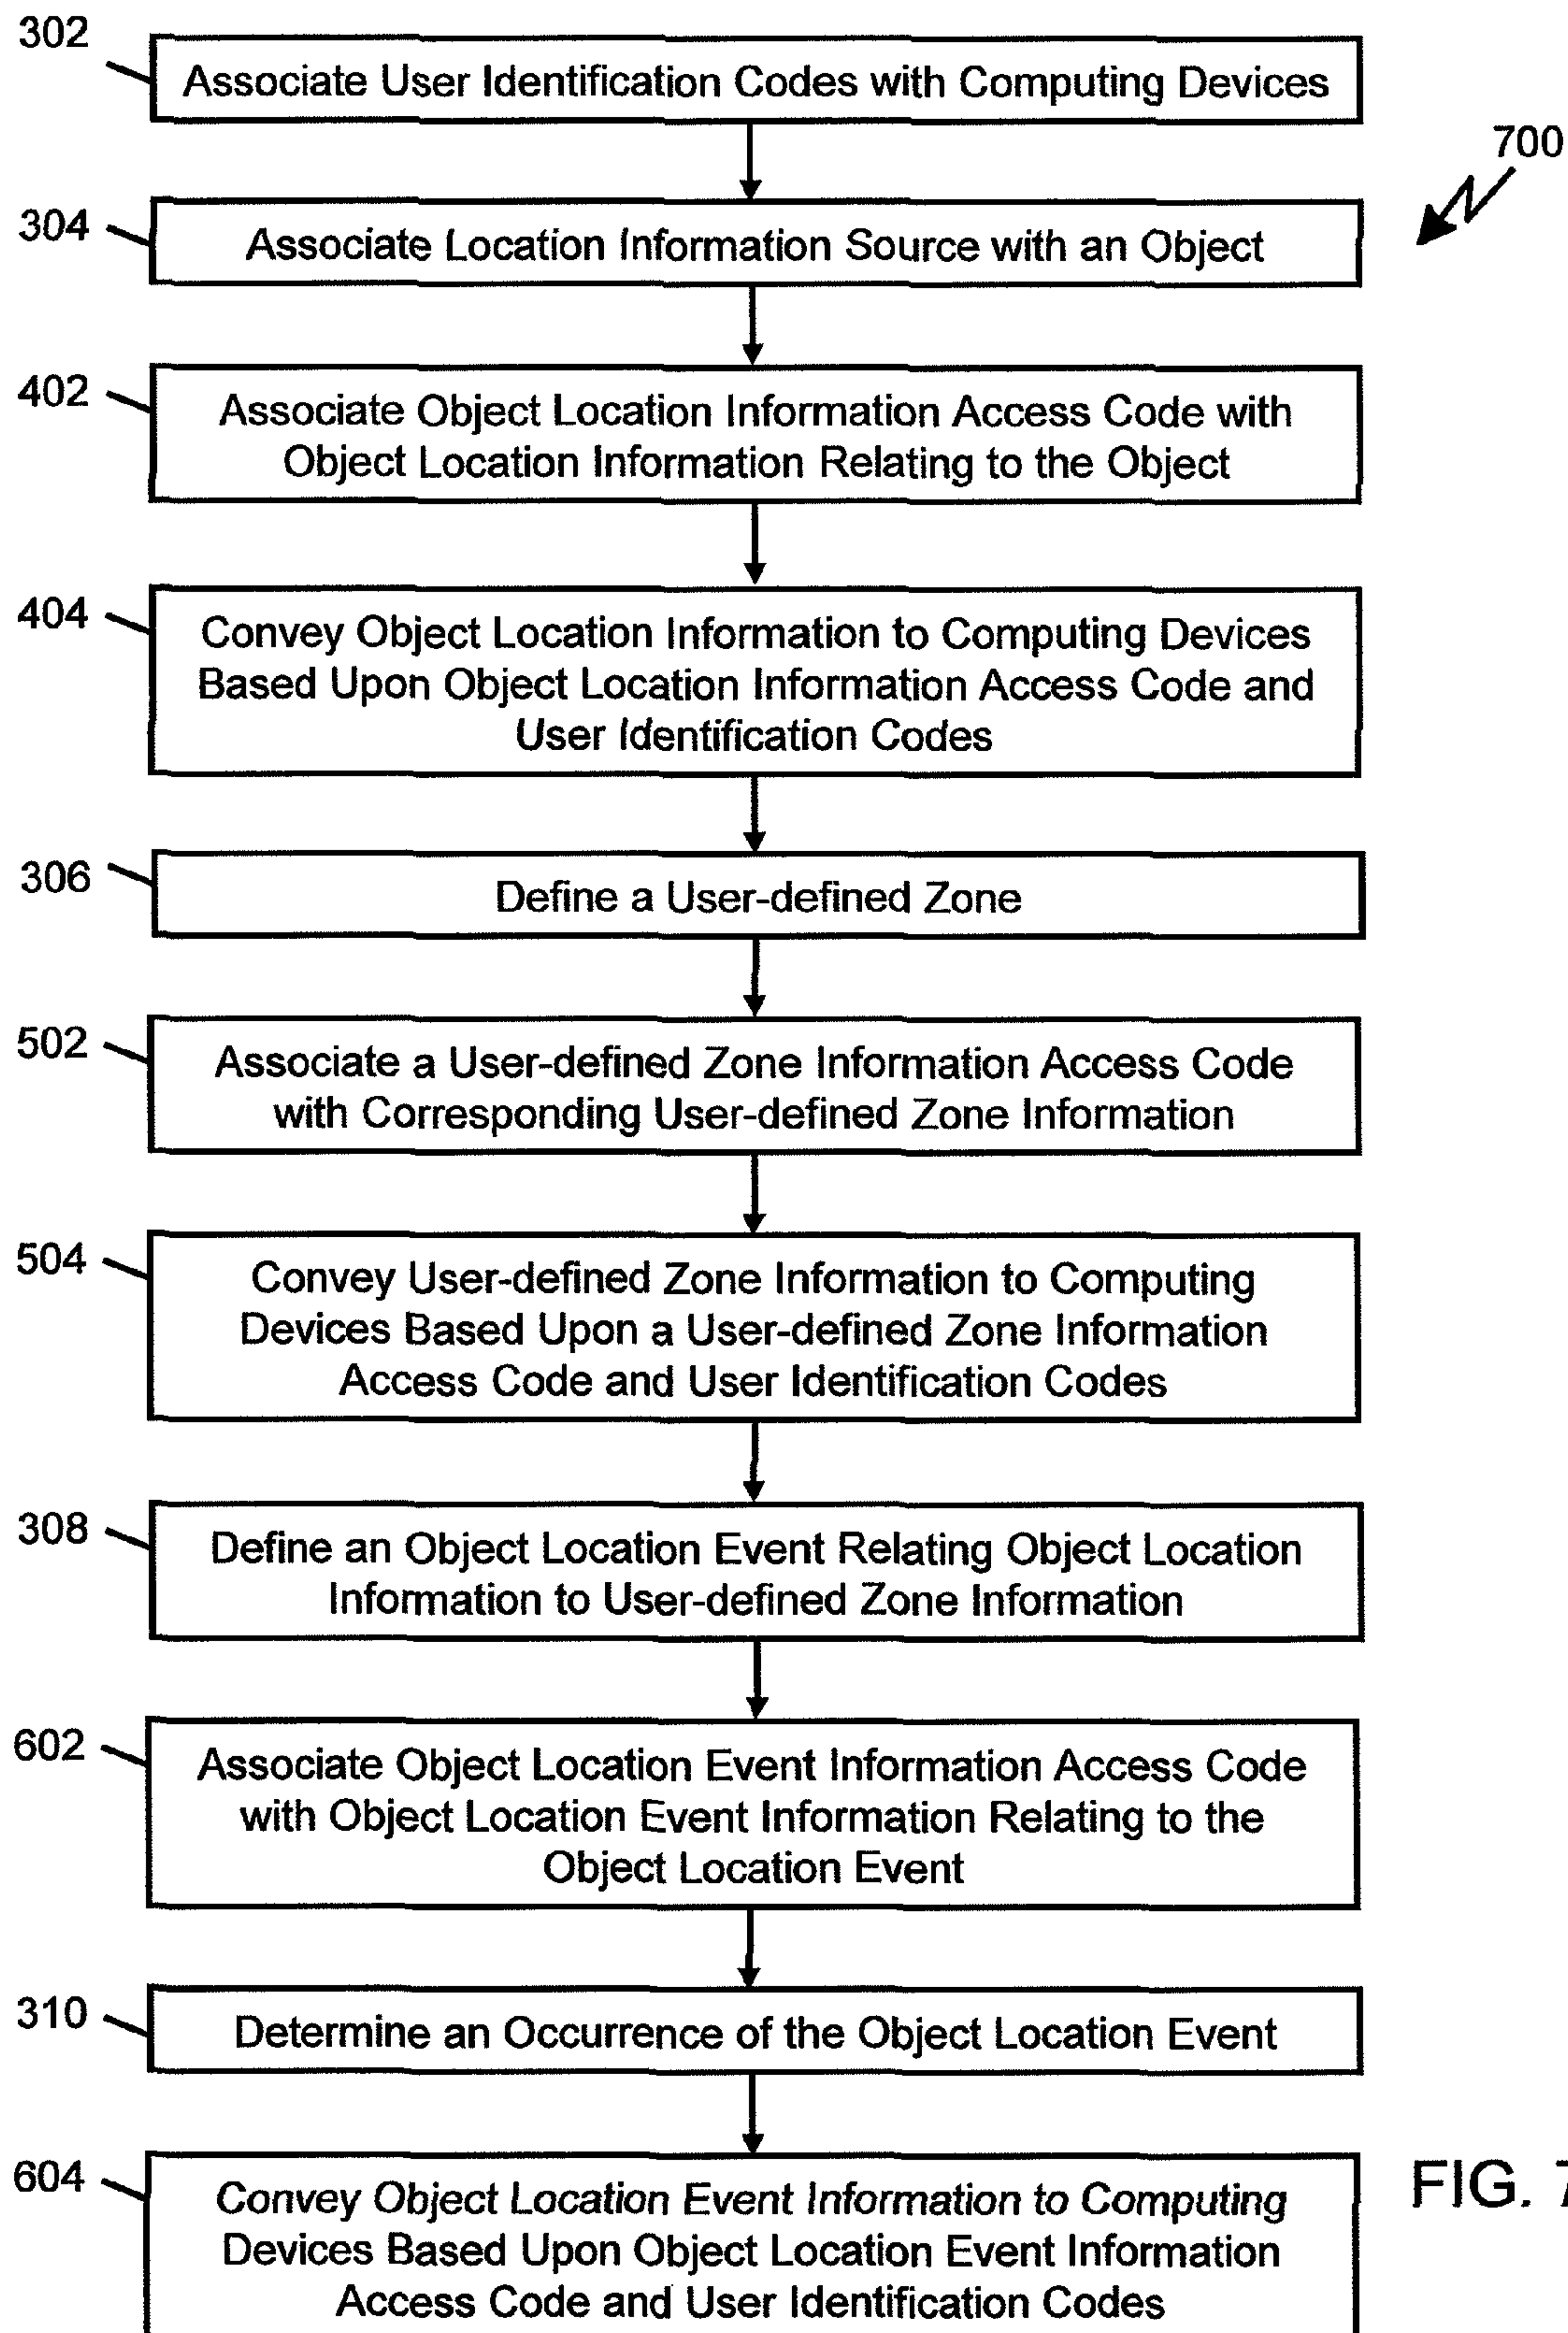 302
Associate User Identification Codes with Computing Devices
700
304
Associate Location Information Source with an Object
402
Associate Object Location Information Access Code with
Object Location Information Relating to the Object
404
Convey Object Location Information to Computing Devices
Based Upon Object Location Information Access Code and
User Identification Codes
306
Define a User-defined Zone
502
Associate a User-defined Zone Information Access Code
with Corresponding User-defined Zone Information
504
Convey User-defined Zone Information to Computing
Devices Based Upon a User-defined Zone Information
Access Code and User Identification Codes
308
Define an Object Location Event Relating Object Location
Information to User-defined Zone Information
602
Associate Object Location Event Information Access Code
with Object Location Event Information Relating to the
Object Location Event
310
Determine an Occurrence of the Object Location Event
604
Convey Object Location Event Information to Computing
Devices Based Upon Object Location Event Information
Access Code and User Identification Codes
FIG. 7